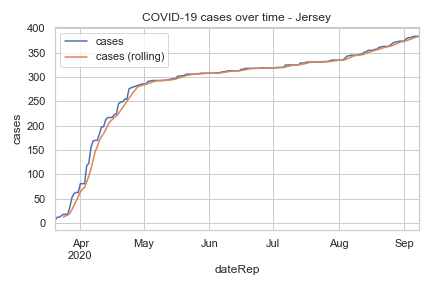 COVID-19 cases over time - Jersey
cases
cases (rolling)
400
350
300
250
200
150
100
50
0
cases
Apr
2020
May
Jun
Jul
Aug
Sep
dateRep